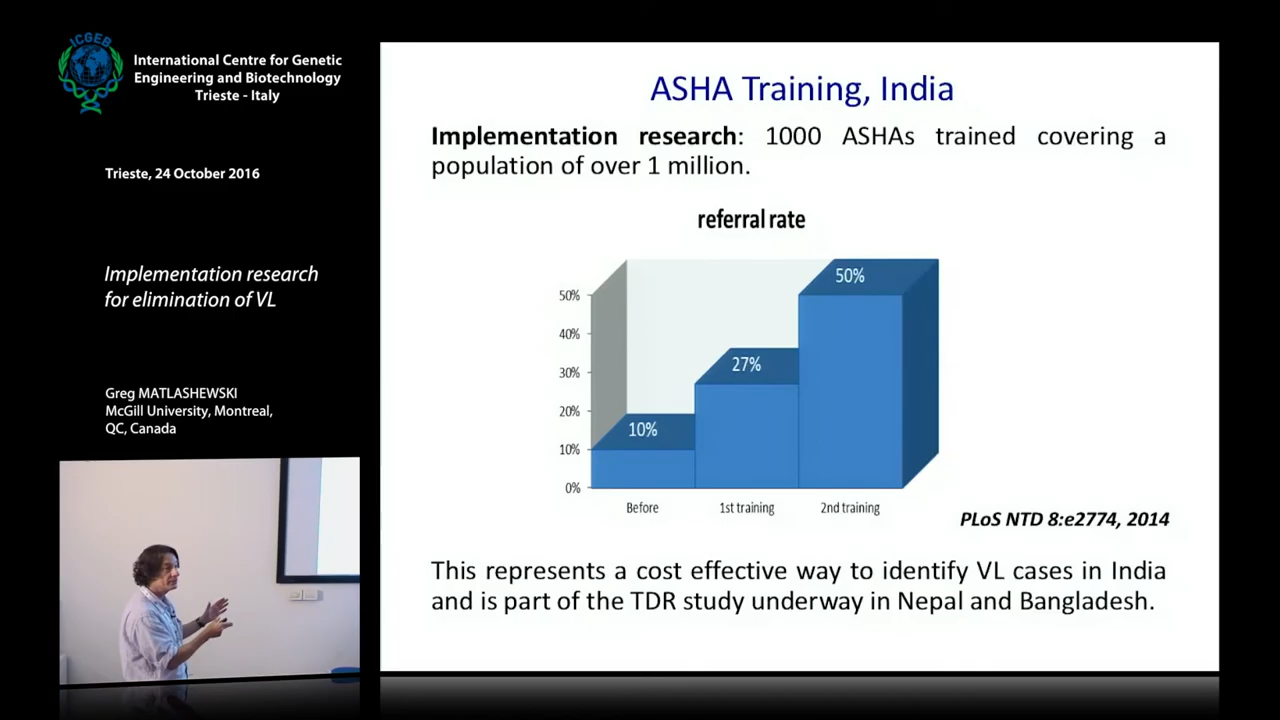 ICGEB
International Centre for Genetic
Engineering and Biotechnology
Trieste - Italy
Trieste, 24 October 2016
Implementation research
for elimination of VL
Greg MATLASHEWSKI
McGill University, Montreal,
QC, Canada
ASHA Training, India
Implementation research: 1000 ASHAs trained covering a
population of over 1 million.
referral rate
50%
40%
30%
20%
10%
0%
10%
27%
50%
Before
1st training
2nd training
PLoS NTD 8:e2774, 2014
This represents a cost effective way to identify VL cases in India
and is part of the TDR study underway in Nepal and Bangladesh.